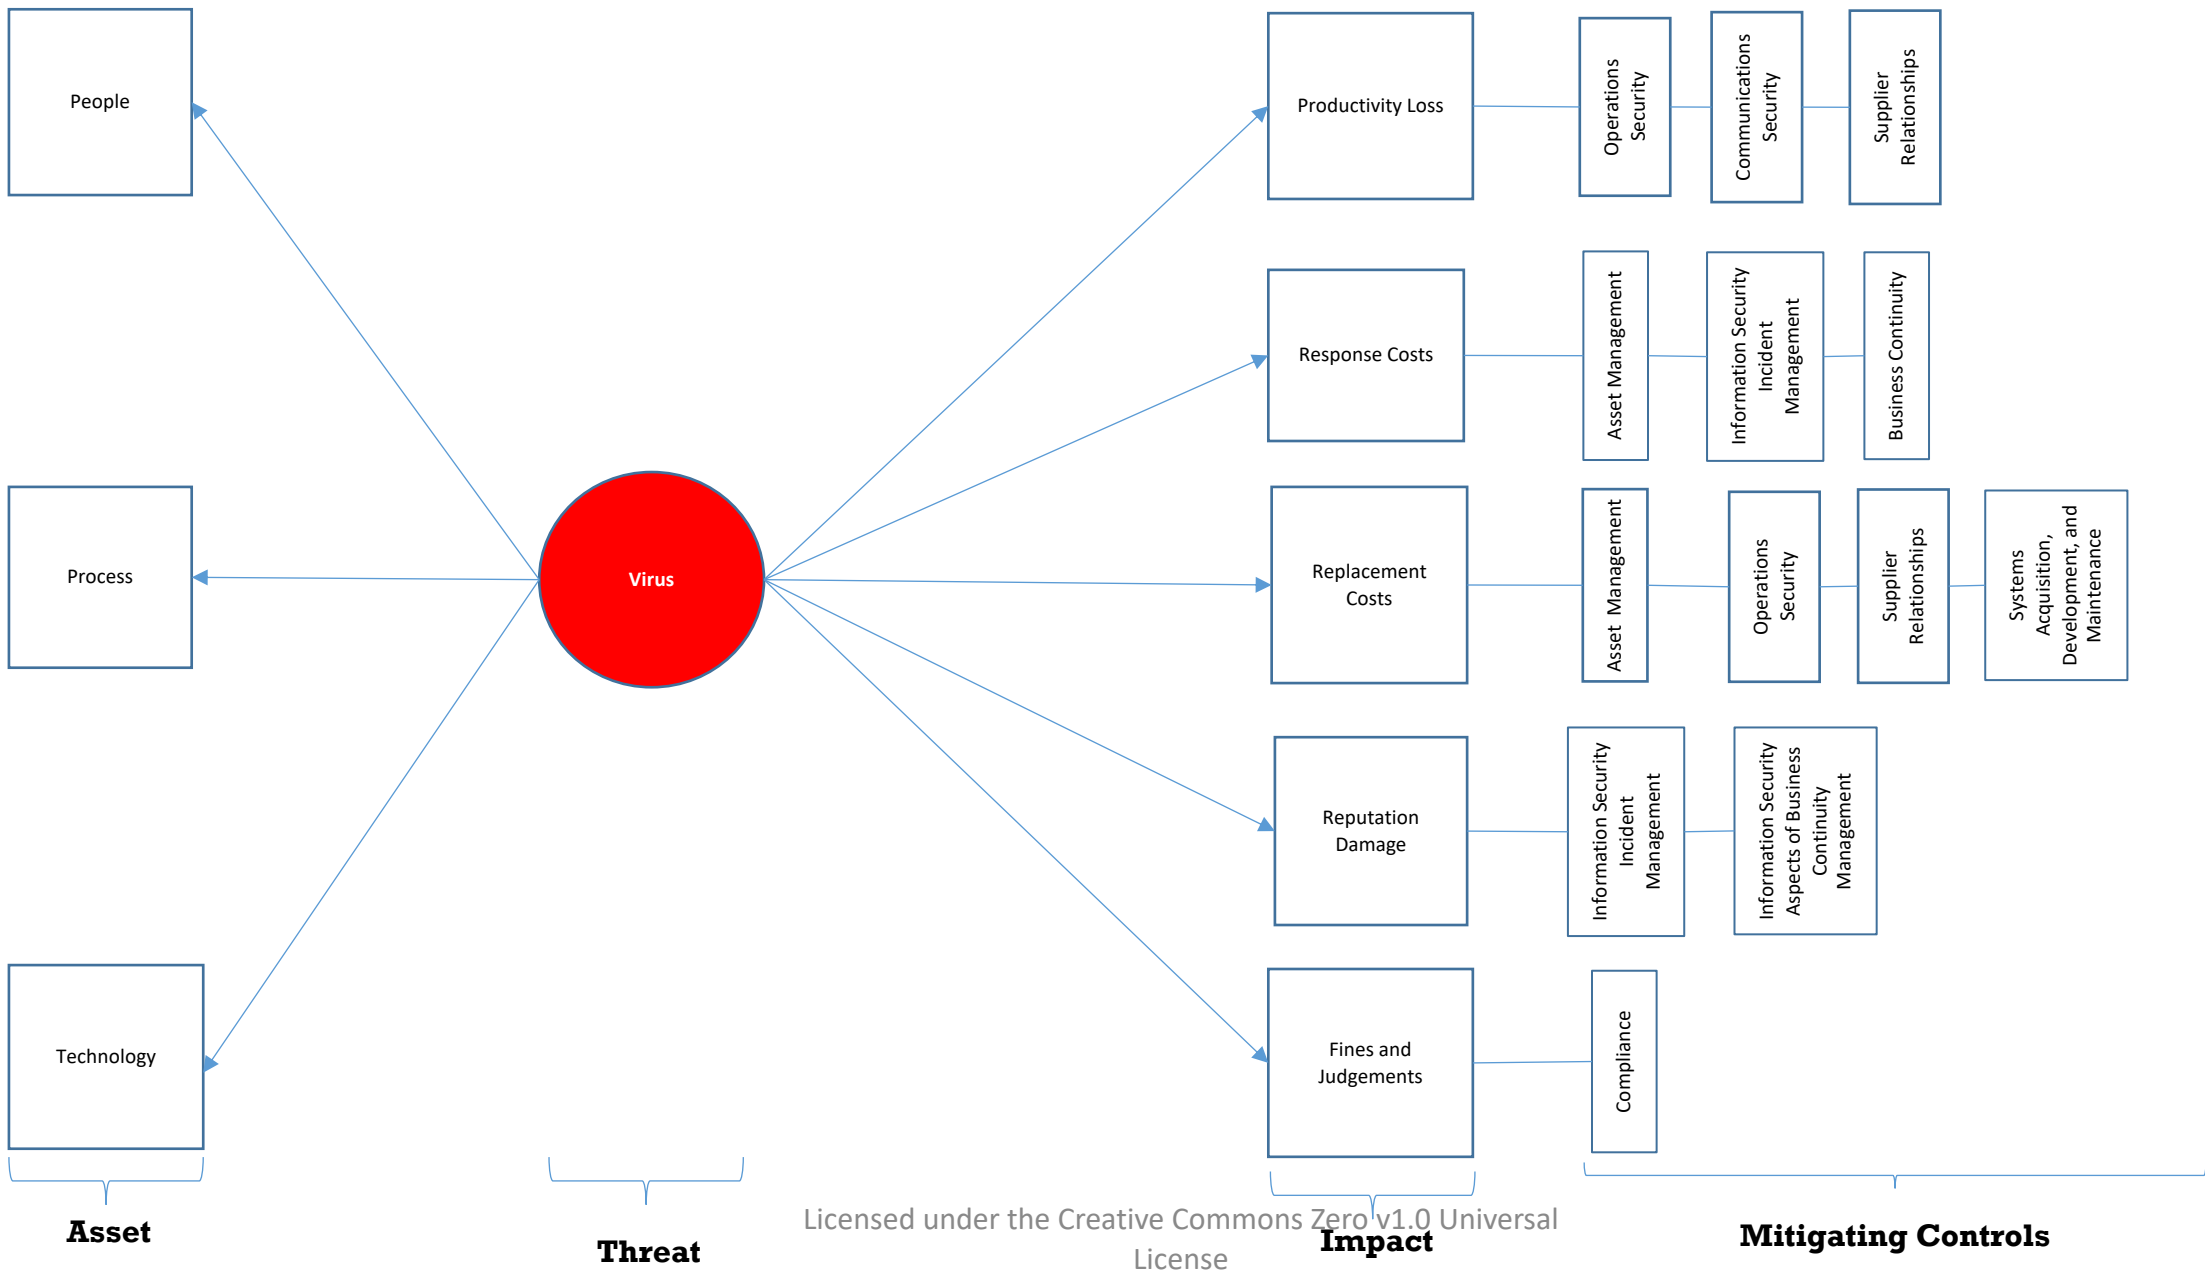 People
Process
Technology
Virus
Productivity Loss
Operations
Security
Communications
Security
Supplier
Relationships
Response Costs
Asset Management
Information Security
Incident
Management
Business Continuity
Replacement
Costs
Asset Management
Operations
Security
Supplier
Relationships
Systems
Acquisition,
Development, and
Maintenance
Reputation
Damage
Information Security
Incident
Management
Information Security
Aspects of Business
Continuity
Management
Fines and
Judgements
Compliance
Asset
Threat
Impact
Mitigating Controls
Licensed under the Creative Commons Zero v1.0 Universal
License